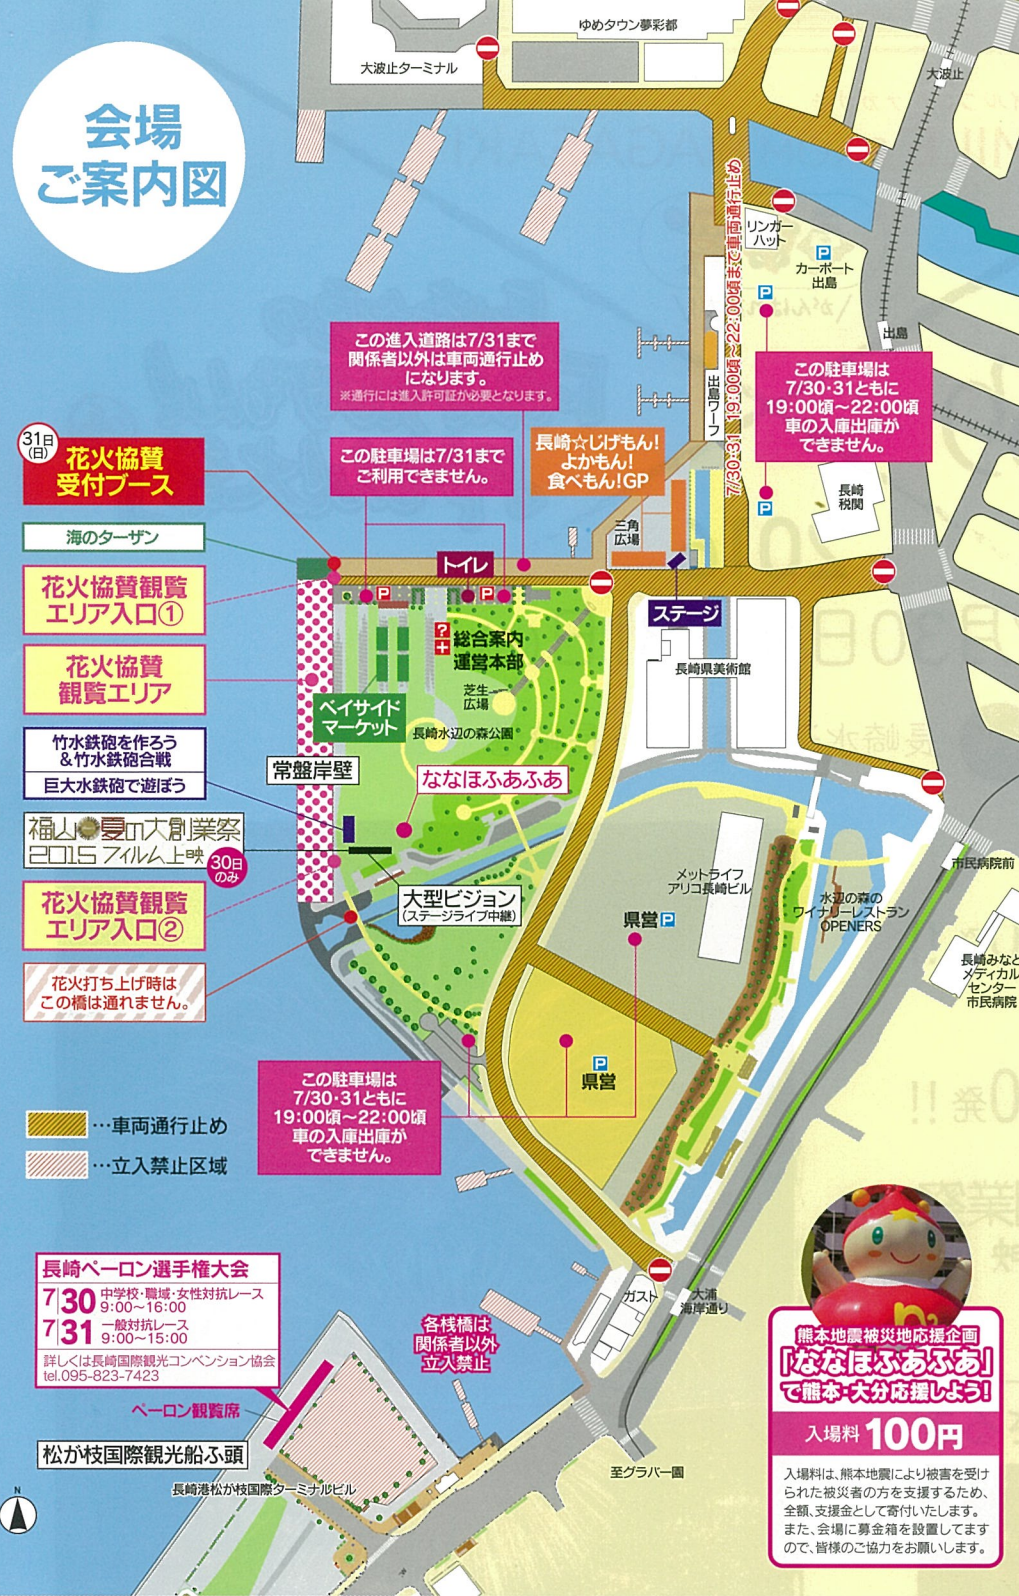 会場
ご案内図
ゆめタウン夢彩都
大波止ターミナル
大波止
リンガー
ハット
P
カーポート
出島
P
出島
7/30・31 19:00頃~22:00頃まで車両通行止め
出島ワーフ
この駐車場は
7/30・31ともに
19:00頃~22:00頃
車の入庫出庫が
できません。
P
長崎
税関
この進入道路は7/31まで
関係者以外は車両通行止め
になります。
※通行には進入許可証が必要となります。
この駐車場は7/31まで
ご利用できません。
長崎☆じげもん!
よかもん!
食べもん!GP
三角
広場
31日
(日)
花火協賛
受付ブース
海のターザン
花火協賛観覧
エリア入口①
花火協賛
観覧エリア
竹水鉄砲を作ろう
&竹水鉄砲合戦
巨大水鉄砲で遊ぼう
福山夏の大創業祭
2015 フィルム上映
30日
のみ
花火協賛観覧
エリア入口②
花火打ち上げ時は
この橋は通れません。
トイレ
P
P
ステージ
?
+
総合案内
運営本部
芝生
広場
ベイサイド
マーケット
長崎水辺の森公園
長崎県美術館
常盤岸壁
ななほふあふあ
大型ビジョン
(ステージライブ中継)
メットライフ
アリコ長崎ビル
県営P
水辺の森の
ワイナリーレストラン
OPENERS
市民病院前
長崎みなと
メディカル
センター
市民病院
P
県営
この駐車場は
7/30・31ともに
19:00頃~22:00頃
車の入庫出庫が
できません。
…車両通行止め
…立入禁止区域
長崎ペーロン選手権大会
7/30 中学校・職域・女性対抗レース
9:00~16:00
7/31 一般対抗レース
9:00~15:00
詳しくは長崎国際観光コンベンション協会
tel.095-823-7423
ペーロン観覧席
松が枝国際観光船ふ頭
長崎港松が枝国際ターミナルビル
各桟橋は
関係者以外
立入禁止
ガスト
大浦
海岸通り
至グラバー園
N
熊本地震被災地応援企画
「ななほふあふあ」
で熊本・大分応援しよう!
入場料100円
入場料は、熊本地震により被害を受け
られた被災者の方を支援するため、
全額、支援金として寄付いたします。
また、会場に募金箱を設置してます
ので、皆様のご協力をお願いします。